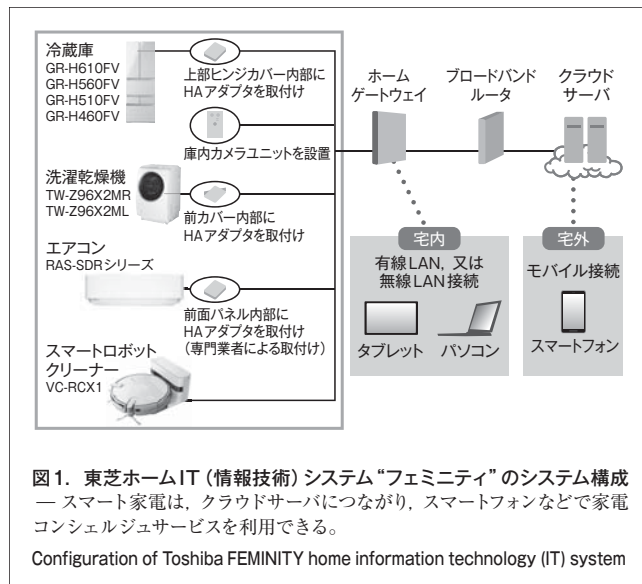 冷蔵庫
GR-H610FV
GR-H560FV
GR-H510FV
GR-H460FV
上部ヒンジカバー内部に
HAアダプタを取付け
庫内カメラユニットを設置
洗濯乾燥機
TW-Z96X2MR
TW-Z96X2ML
前カバー内部に
HAアダプタを取付け
エアコン
RAS-SDRシリーズ
前面パネル内部に
HAアダプタを取付け
（専門業者による取付け）
スマートロボット
クリーナー
VC-RCX1
ホーム
ゲートウェイ
ブロードバンド
ルータ
クラウド
サーバ
宅内
有線LAN，又は
無線LAN接続
タブレット
パソコン
宅外
モバイル接続
スマートフォン
図1．東芝ホームIT（情報技術）システム“フェミニティ”のシステム構成
— スマート家電は，クラウドサーバにつながり，スマートフォンなどで家電
コンシェルジュサービスを利用できる。
Configuration of Toshiba FEMINITY home information technology (IT) system